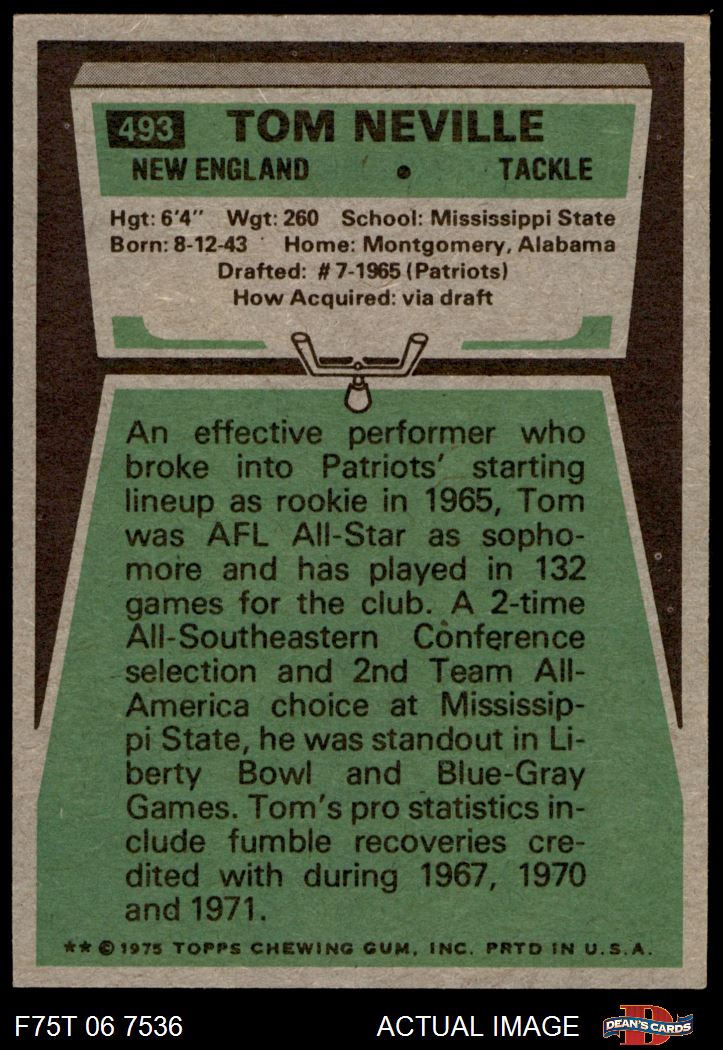 493 TOM NEVILLE
NEW ENGLAND • TACKLE
Hgt: 6'4" Wgt: 260 School: Mississippi State
Born: 8-12-43 Home: Montgomery, Alabama
Drafted: #7-1965 (Patriots)
How Acquired: via draft
An effective performer who
broke into Patriots' starting
lineup as rookie in 1965, Tom
was AFL All-Star as sopho-
more and has played in 132
games for the club. A 2-time
All-Southeastern Conference
selection and 2nd Team All-
America choice at Mississip-
pi State, he was standout in Li-
berty Bowl and Blue-Gray
Games. Tom's pro statistics in-
clude fumble recoveries cre-
dited with during 1967, 1970
and 1971.
**©1975 TOPPS CHEWING GUM, INC. PRTD IN U.S.A.
F75T 06 7536 ACTUAL IMAGE D DEAN'S CARDS